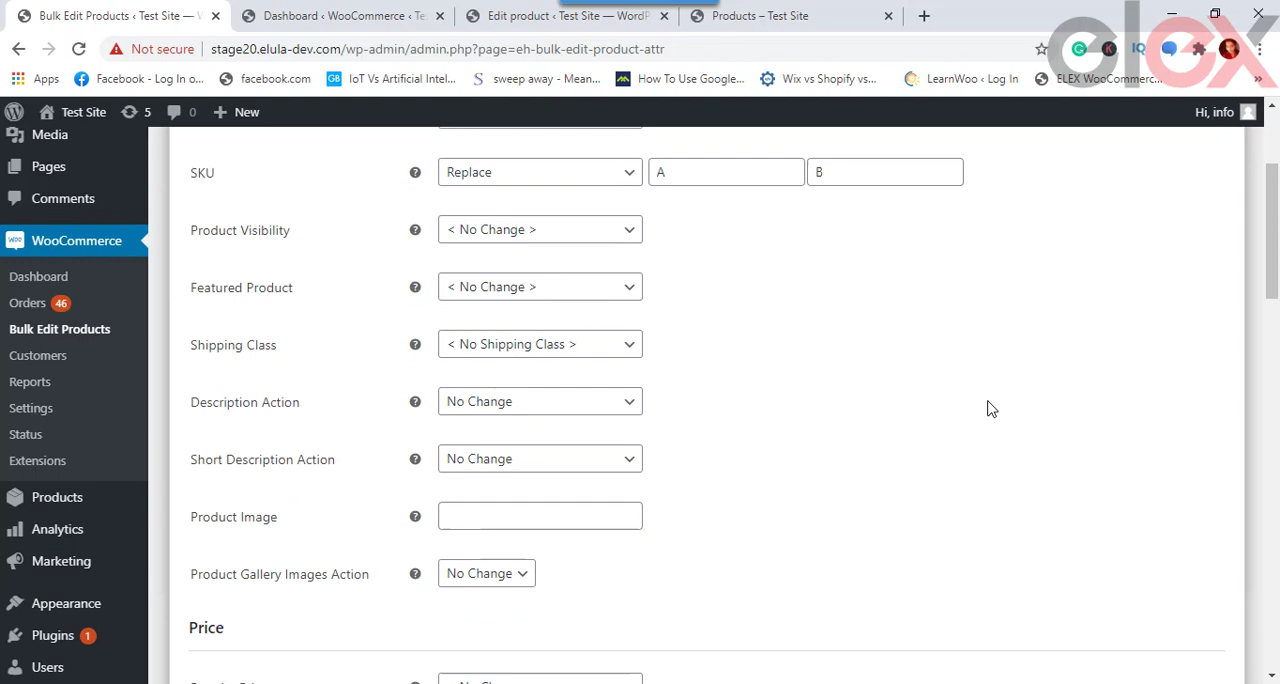 Bulk Edit Products ‹ Test Site — W
Dashboard ‹ WooCommerce ‹ Te
Edit product ‹ Test Site — WordP
Products – Test Site
Not secure
stage20.elula-dev.com/wp-admin/admin.php?page=eh-bulk-edit-product-attr
elex
Apps
Facebook - Log In o...
facebook.com
GB
IoT Vs Artificial Intel...
sweep away - Mean...
How To Use Google...
Wix vs Shopify vs...
LearnWoo ‹ Log In
ELEX WooCommerc...
Test Site
5
0
New
Hi, info
Media
Pages
Comments
WooCommerce
Dashboard
Orders 46
Bulk Edit Products
Customers
Reports
Settings
Status
Extensions
Products
Analytics
Marketing
Appearance
Plugins 1
Users
SKU
Replace
A
B
Product Visibility
< No Change >
Featured Product
< No Change >
Shipping Class
< No Shipping Class >
Description Action
No Change
Short Description Action
No Change
Product Image
Product Gallery Images Action
No Change
Price